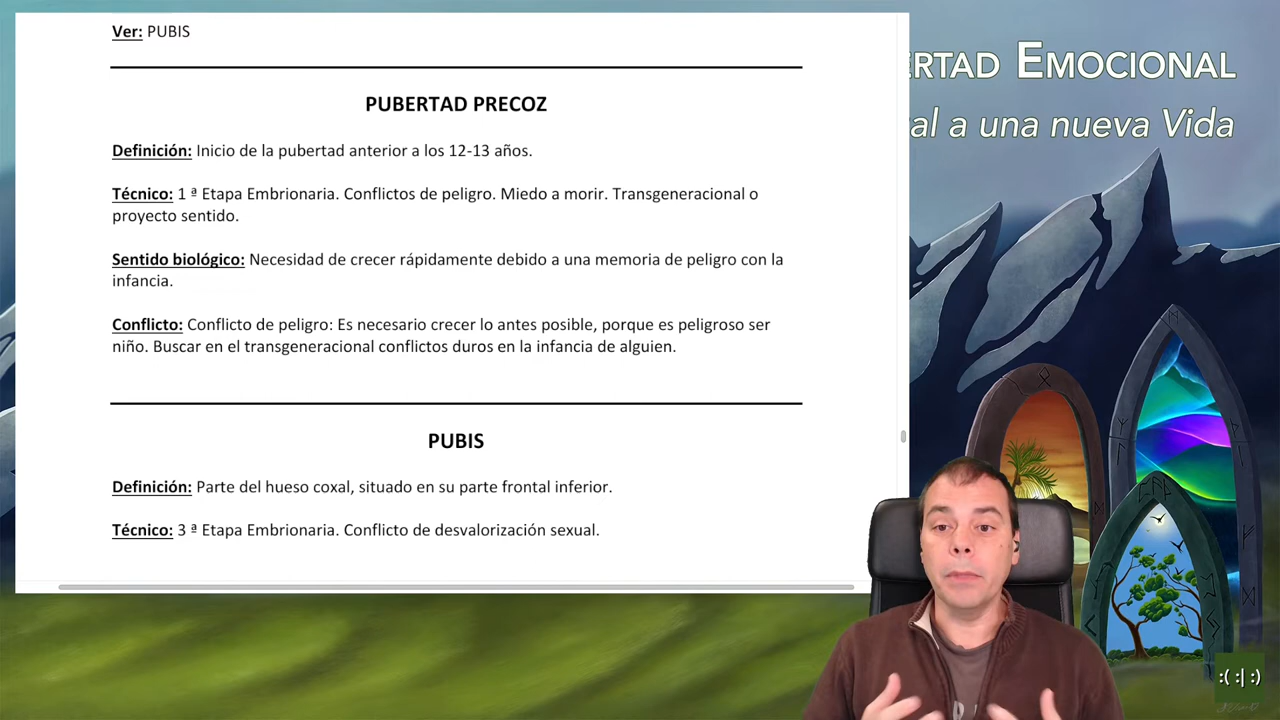 Ver: PUBIS
ERTAD EMOCIONAL
al a una nueva Vida
PUBERTAD PRECOZ
Definición: Inicio de la pubertad anterior a los 12-13 años.
Técnico: 1 ª Etapa Embrionaria. Conflictos de peligro. Miedo a morir. Transgeneracional o
proyecto sentido.
Sentido biológico: Necesidad de crecer rápidamente debido a una memoria de peligro con la
infancia.
Conflicto: Conflicto de peligro: Es necesario crecer lo antes posible, porque es peligroso ser
niño. Buscar en el transgeneracional conflictos duros en la infancia de alguien.
PUBIS
Definición: Parte del hueso coxal, situado en su parte frontal inferior.
Técnico: 3 ª Etapa Embrionaria. Conflicto de desvalorización sexual.
:( :| :)